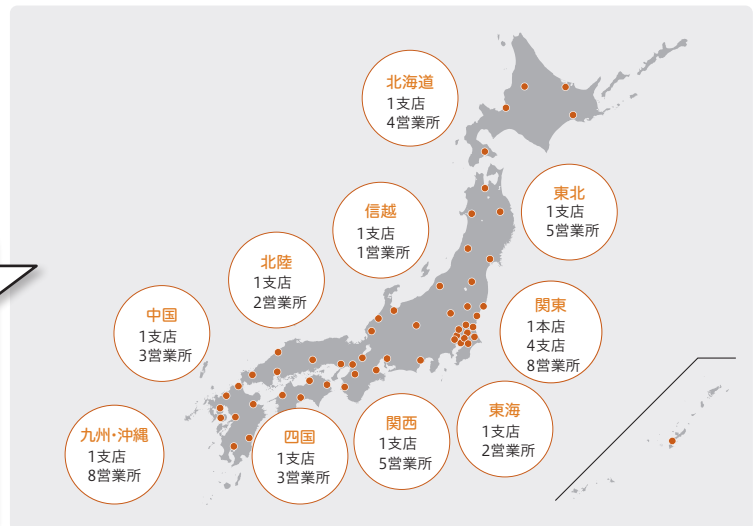 北海道
1支店
4営業所
東北
1支店
5営業所
信越
1支店
1営業所
北陸
1支店
2営業所
関東
1本店
4支店
8営業所
中国
1支店
3営業所
東海
1支店
2営業所
関西
1支店
5営業所
四国
1支店
3営業所
九州・沖縄
1支店
8営業所